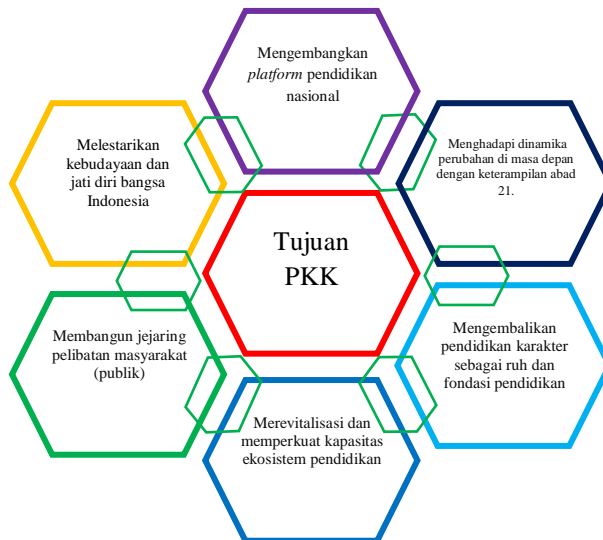 Mengembangkan
platform pendidikan
nasional
Melestarikan
kebudayaan dan
jati diri bangsa
Indonesia
Menghadapi dinamika
perubahan di masa depan
dengan keterampilan abad
21.
Tujuan
PKK
Membangun jejaring
pelibatan masyarakat
(publik)
Mengembalikan
pendidikan karakter
sebagai ruh dan
fondasi pendidikan
Merevitalisasi dan
memperkuat kapasitas
ekosistem pendidikan